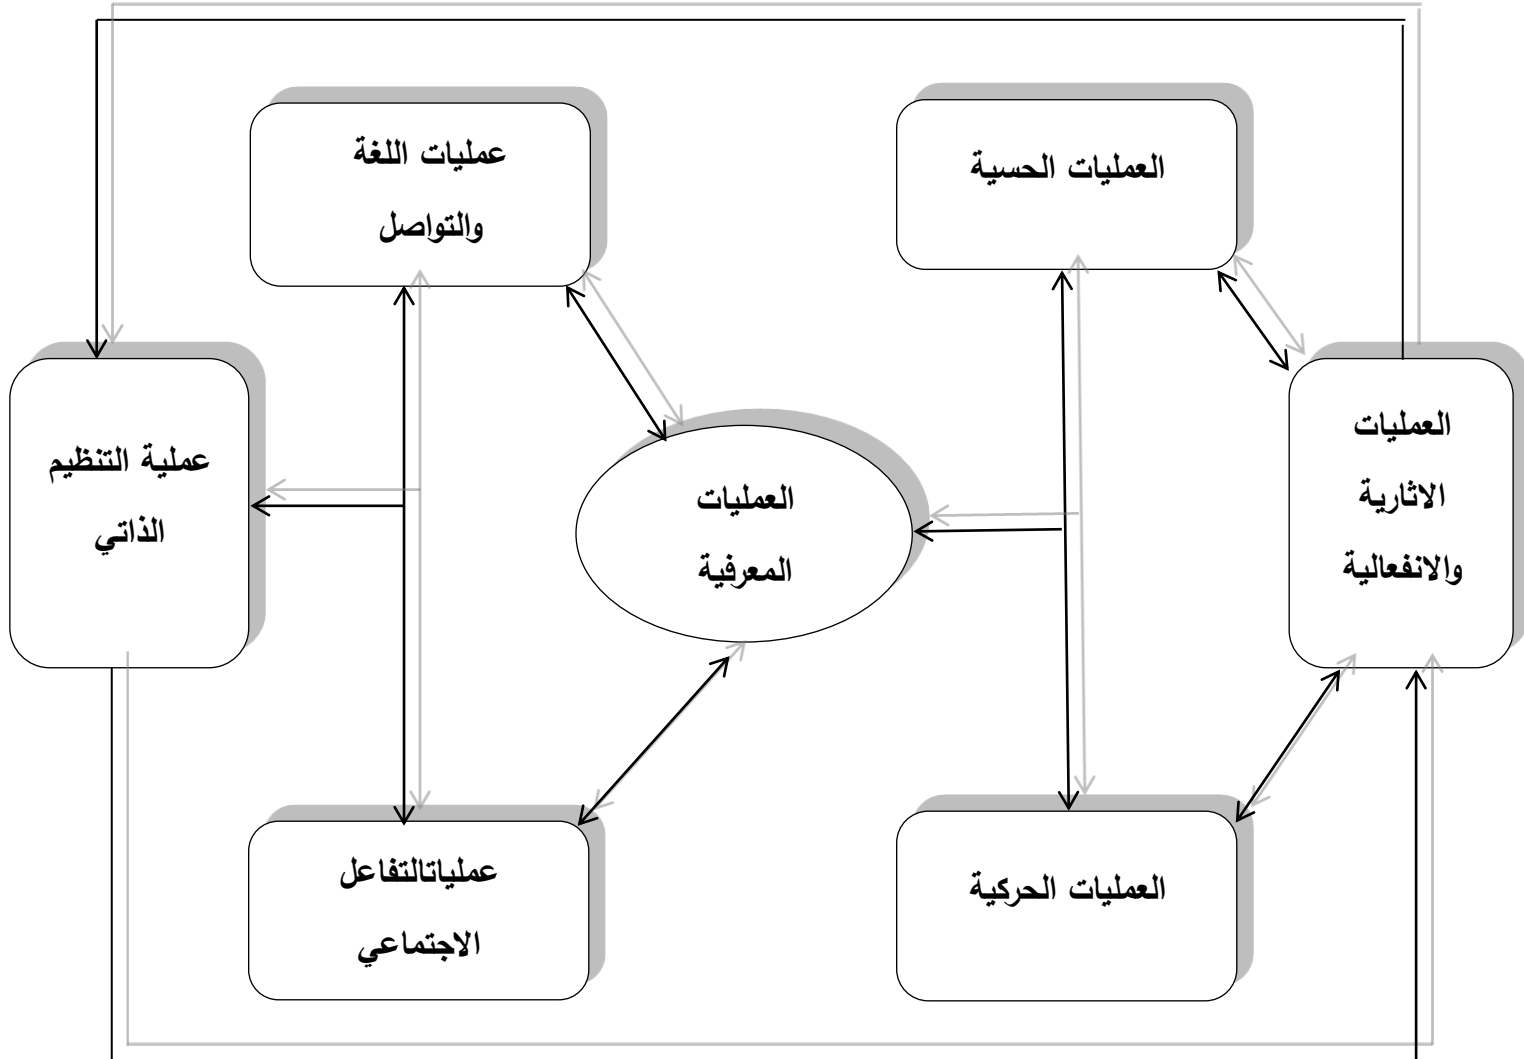 العمليات الحسية
عمليات اللغة
والتواصل
العمليات
الاثارية
والانفعالية
العمليات
المعرفية
عملية التنظيم
الذاتي
العمليات الحركية
عملياتالتفاعل
الاجتماعي